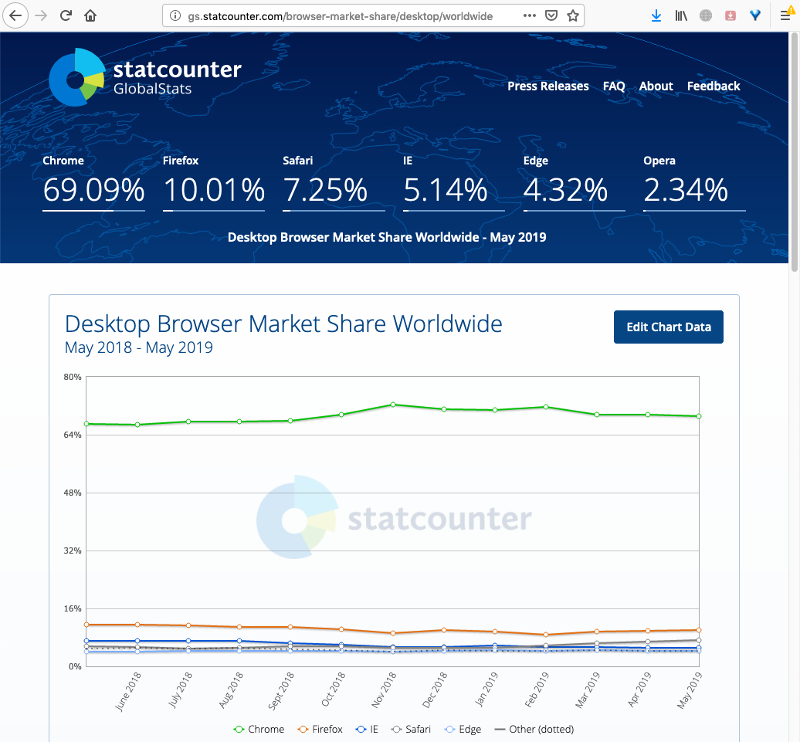 gs.statcounter.com/browser-market-share/desktop/worldwide
statcounter
GlobalStats
Press Releases FAQ About Feedback
Chrome Firefox Safari IE Edge Opera
69.09% 10.01% 7.25% 5.14% 4.32% 2.34%
Desktop Browser Market Share Worldwide - May 2019
Desktop Browser Market Share Worldwide
May 2018 - May 2019
Edit Chart Data
80%
64%
48%
statcounter
32%
16%
0%
June 2018 July 2018 Aug 2018 Sept 2018 Oct 2018 Nov 2018 Dec 2018 Jan 2019 Feb 2019 Mar 2019 Apr 2019 May 2019
Chrome Firefox IE Safari Edge Other (dotted)